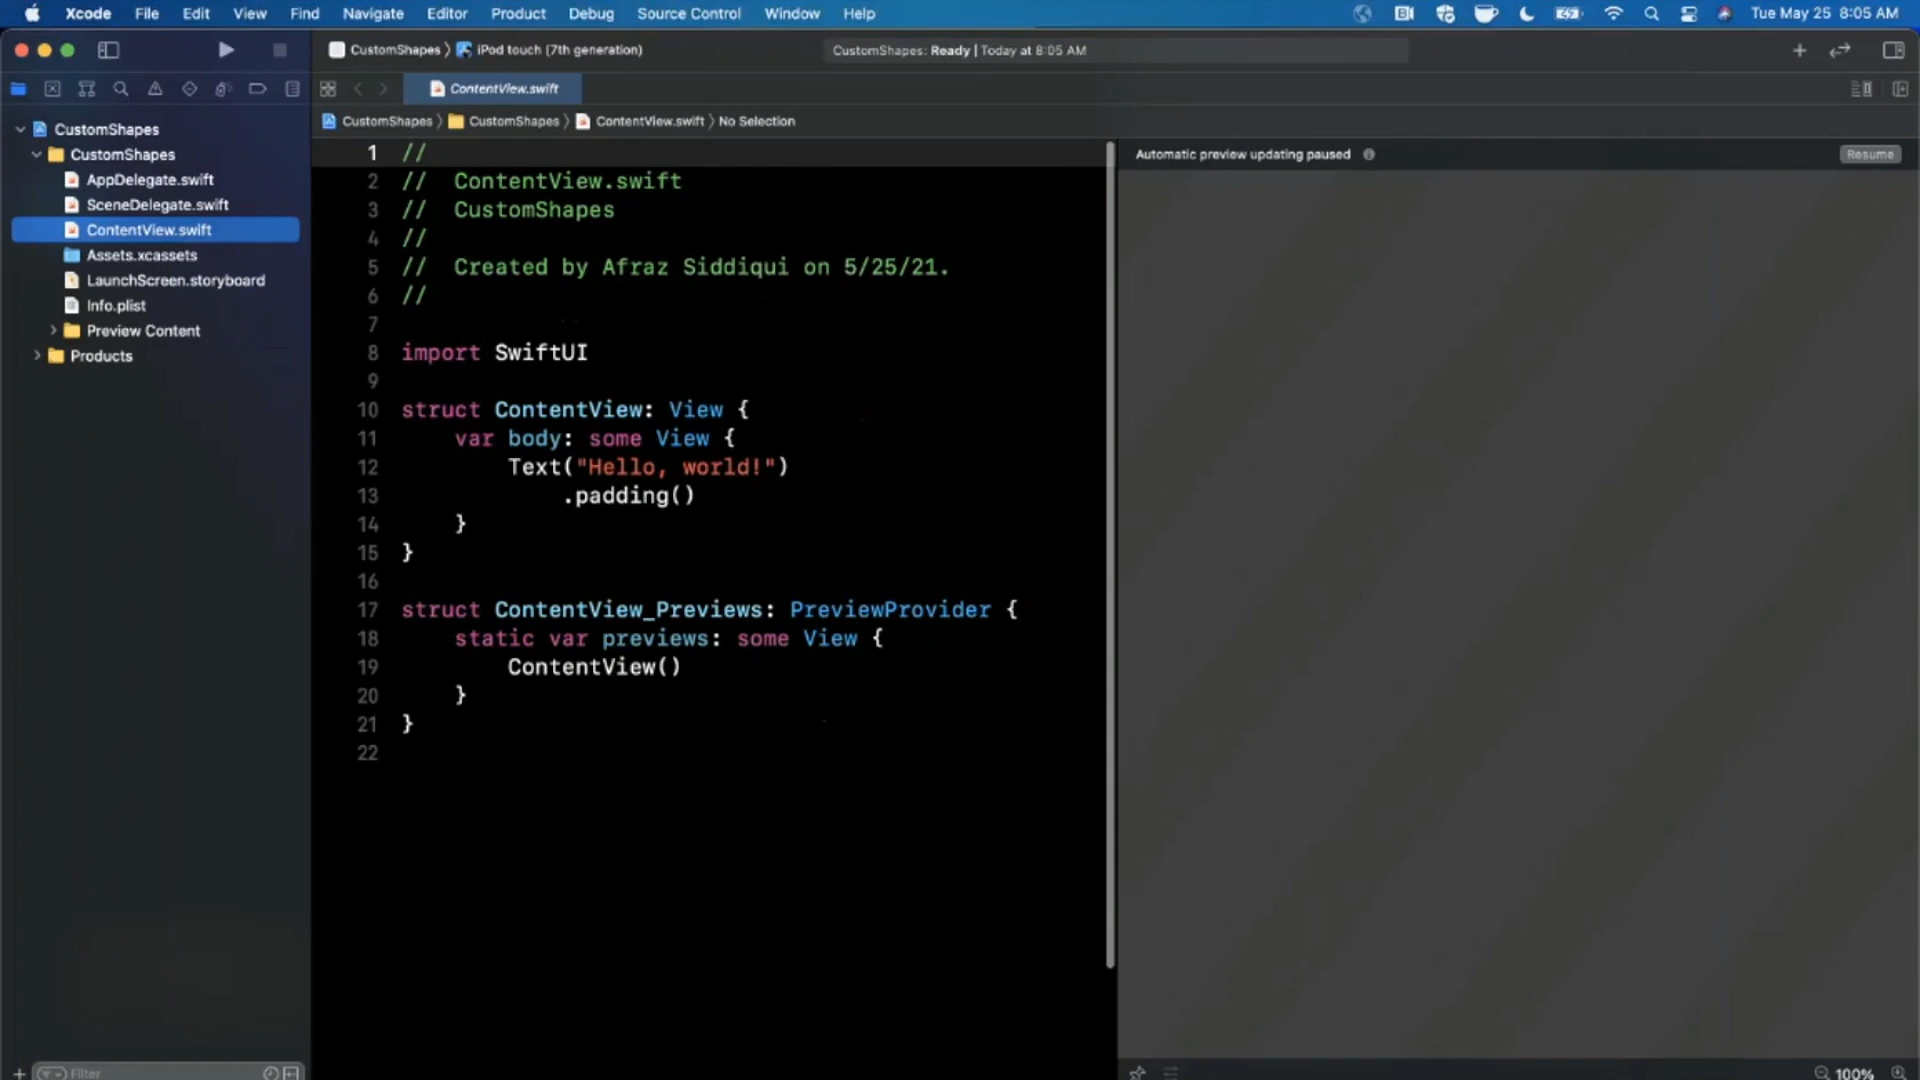 Xcode File Edit View Find Navigate Editor Product Debug Source Control Window Help Tue May 25 8:05 AM
CustomShapes 〉 iPod touch (7th generation) CustomShapes: Ready | Today at 8:05 AM
ContentView.swift
CustomShapes 〉 CustomShapes 〉 ContentView.swift 〉 No Selection
CustomShapes
CustomShapes
AppDelegate.swift
SceneDelegate.swift
ContentView.swift
Assets.xcassets
LaunchScreen.storyboard
Info.plist
Preview Content
Products
Filter
1 //
2 // ContentView.swift
3 // CustomShapes
4 //
5 // Created by Afraz Siddiqui on 5/25/21.
6 //
7
8 import SwiftUI
9
10 struct ContentView: View {
11 var body: some View {
12 Text("Hello, world!")
13 .padding()
14 }
15 }
16
17 struct ContentView_Previews: PreviewProvider {
18 static var previews: some View {
19 ContentView()
20 }
21 }
22
Automatic preview updating paused Resume
100%